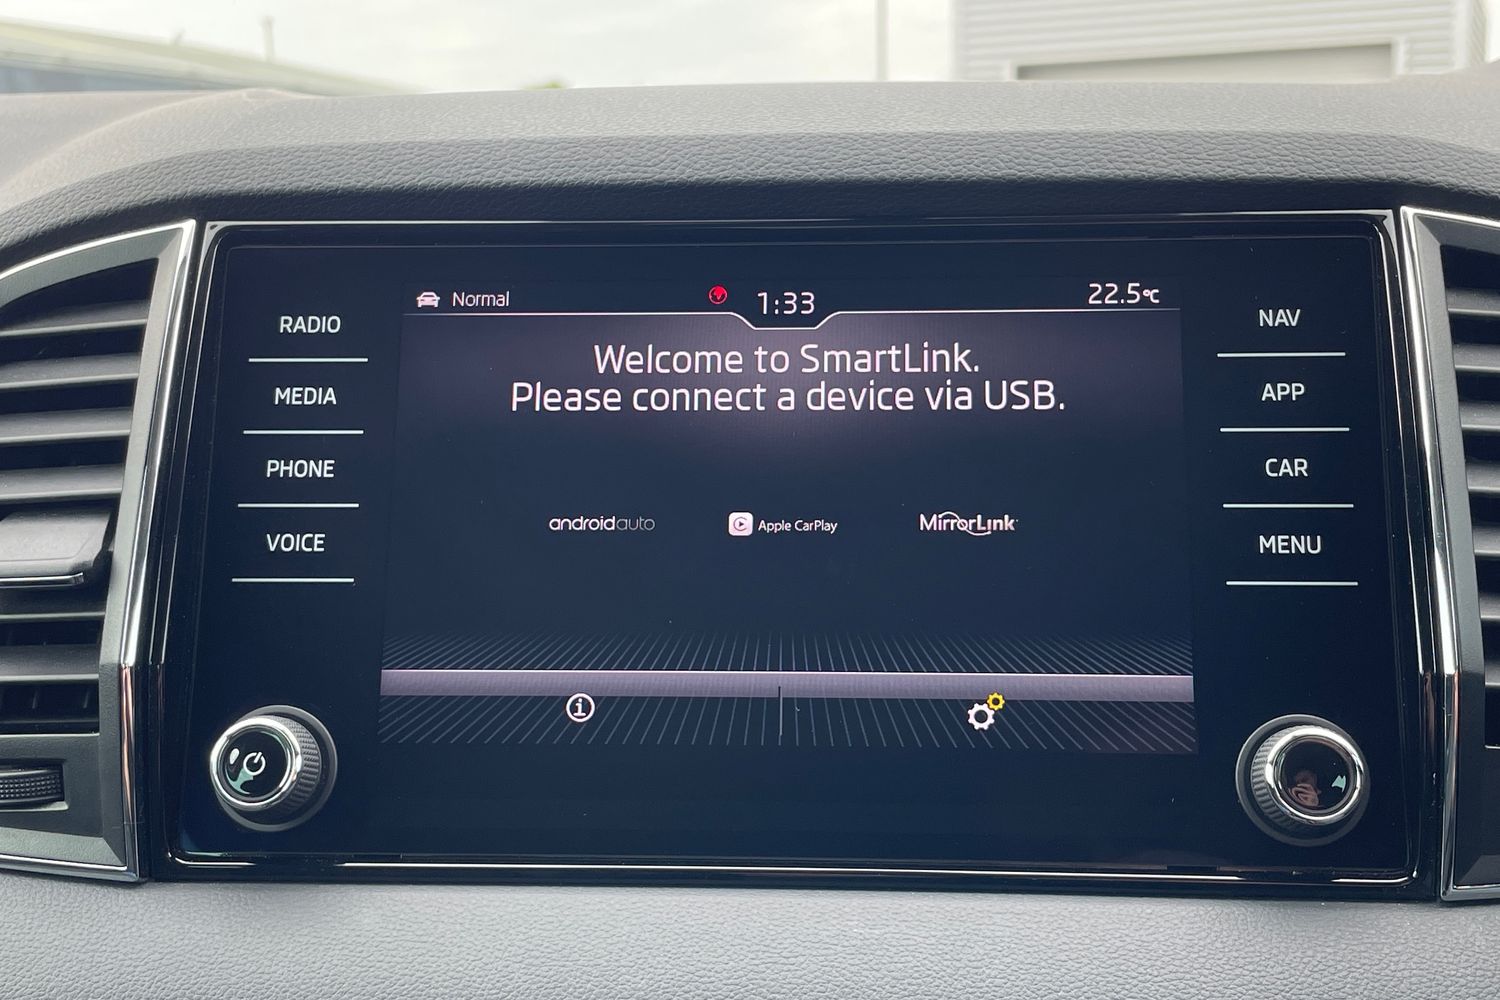 Normal
1:33
22.5°C
Welcome to SmartLink.
Please connect a device via USB.
androidauto
Apple CarPlay
MirrorLink
RADIO
MEDIA
PHONE
VOICE
NAV
APP
CAR
MENU